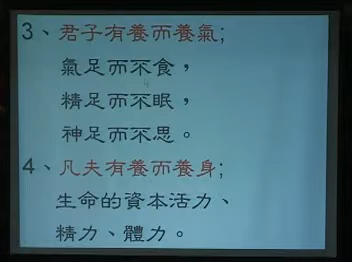 3、君子有養而養氣;
氣足而不食，
精足而不眠，
神足而不思。
4、凡夫有養而養身;
生命的資本活力、
精力、體力。